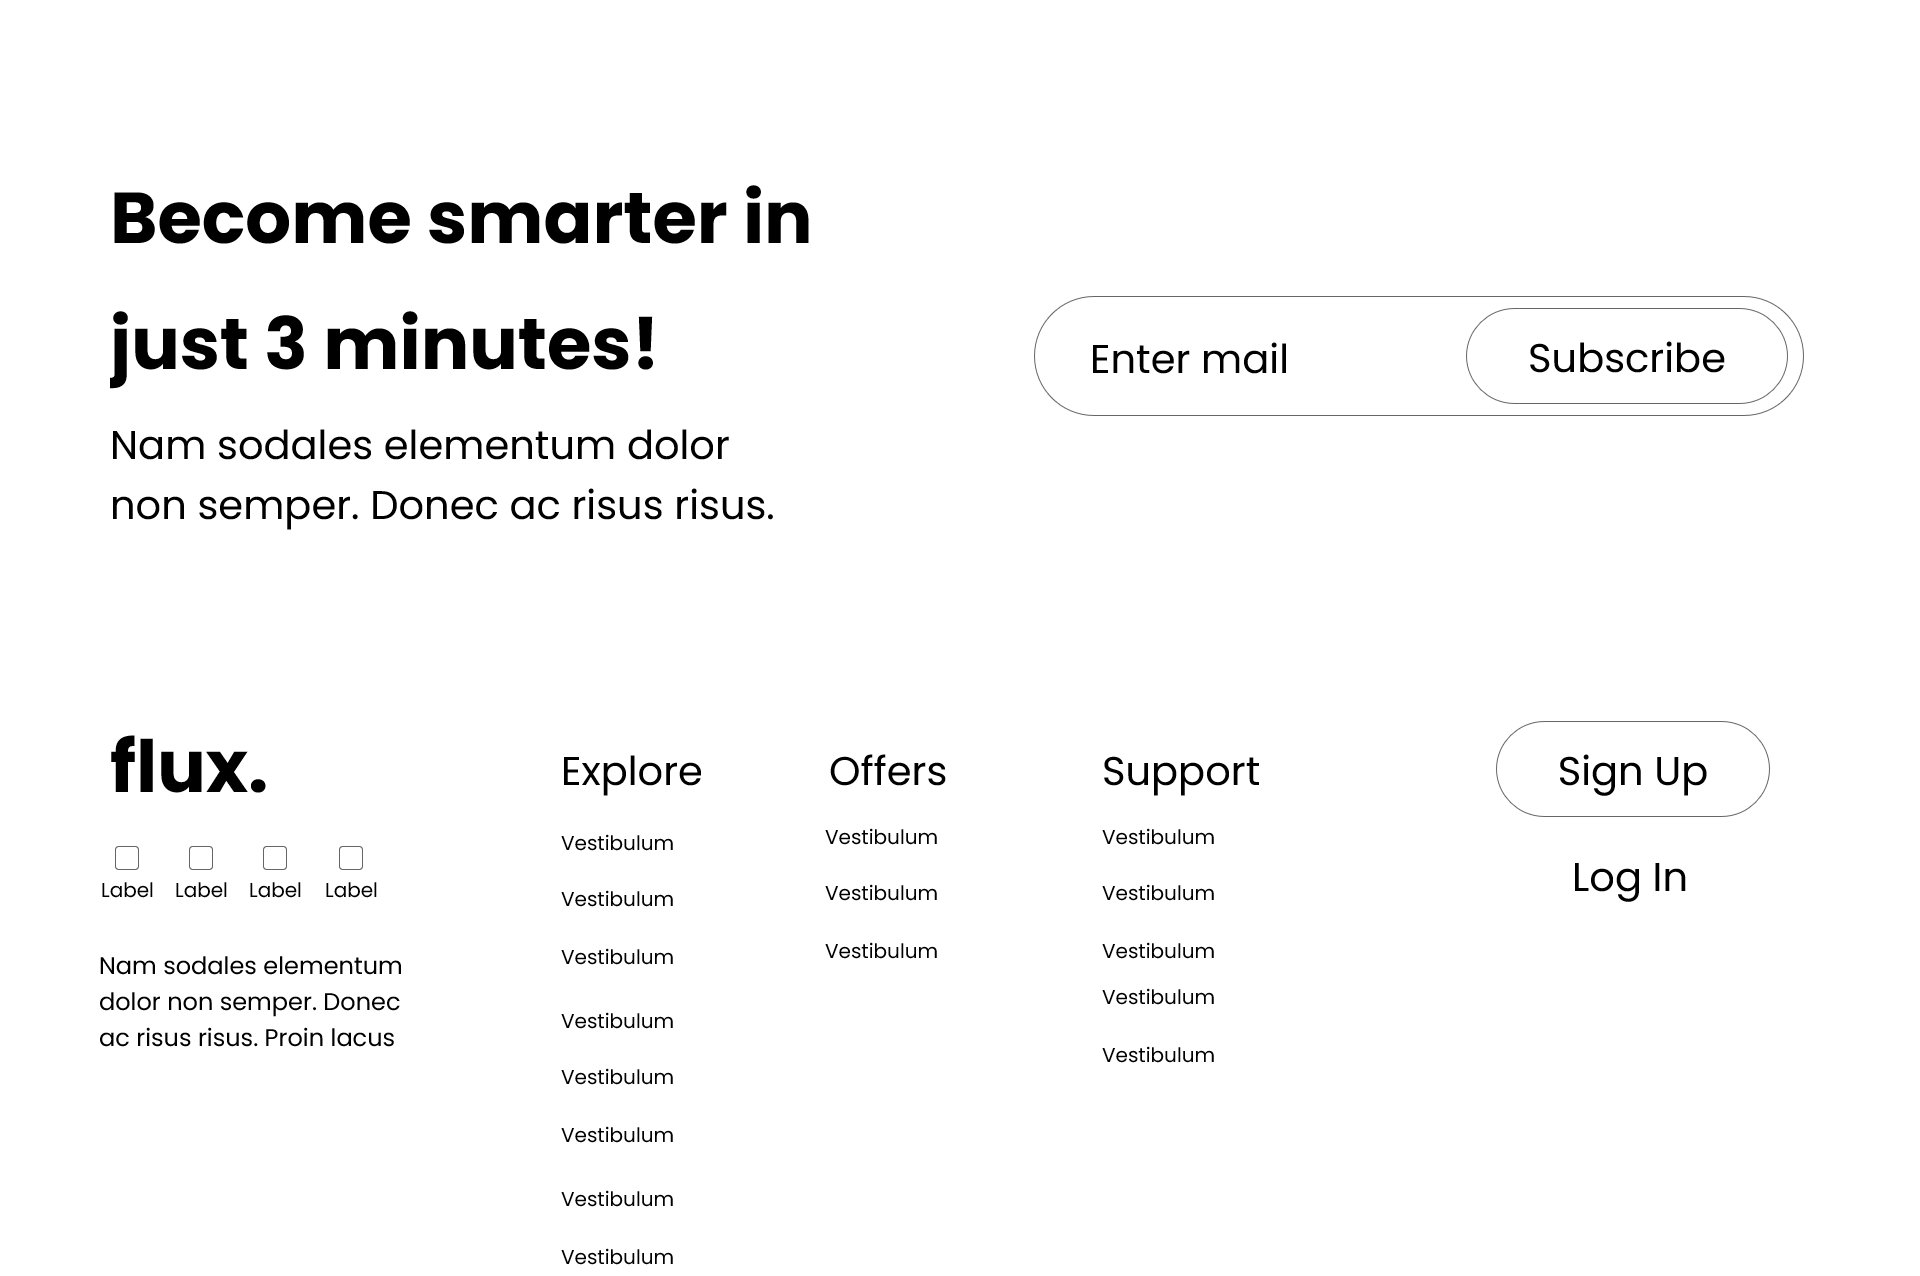 Become smarter in
just 3 minutes!
Nam sodales elementum dolor
non semper. Donec ac risus risus.
Enter mail
Subscribe
flux.
Label Label Label Label
Nam sodales elementum
dolor non semper. Donec
ac risus risus. Proin lacus
Explore
Vestibulum
Vestibulum
Vestibulum
Vestibulum
Vestibulum
Vestibulum
Vestibulum
Vestibulum
Offers
Vestibulum
Vestibulum
Vestibulum
Support
Vestibulum
Vestibulum
Vestibulum
Vestibulum
Vestibulum
Sign Up
Log In